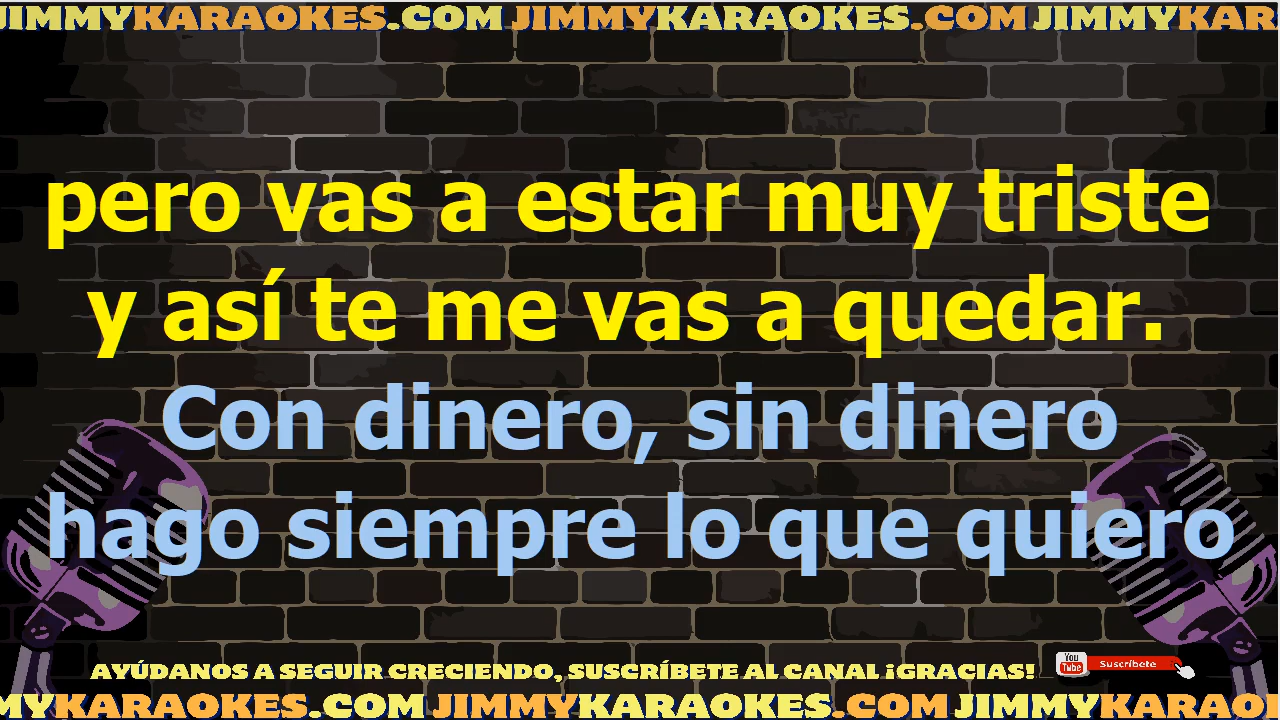 JIMMYKARAOKES.COM JIMMYKARAOKES.COM JIMMYKAR
pero vas a estar muy triste
y así te me vas a quedar.
Con dinero, sin dinero
hago siempre lo que quiero
AYÚDANOS A SEGUIR CRECIENDO, SUSCRÍBETE AL CANAL ¡GRACIAS! You Tube Suscríbete
MYKARAOKES.COM JIMMYKARAOKES.COM JIMMYKARAO